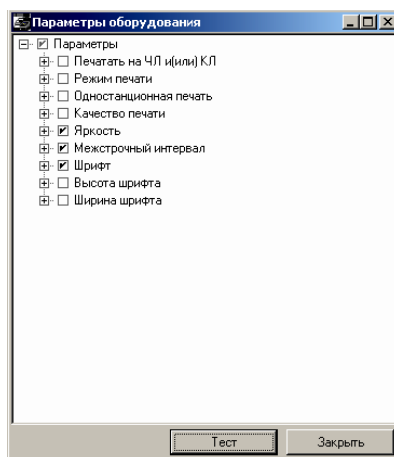 Параметры оборудования
Параметры
Печатать на ЧЛ и(или) КЛ
Режим печати
Одностанционная печать
Качество печати
Яркость
Межстрочный интервал
Шрифт
Высота шрифта
Ширина шрифта
Тест
Закрыть